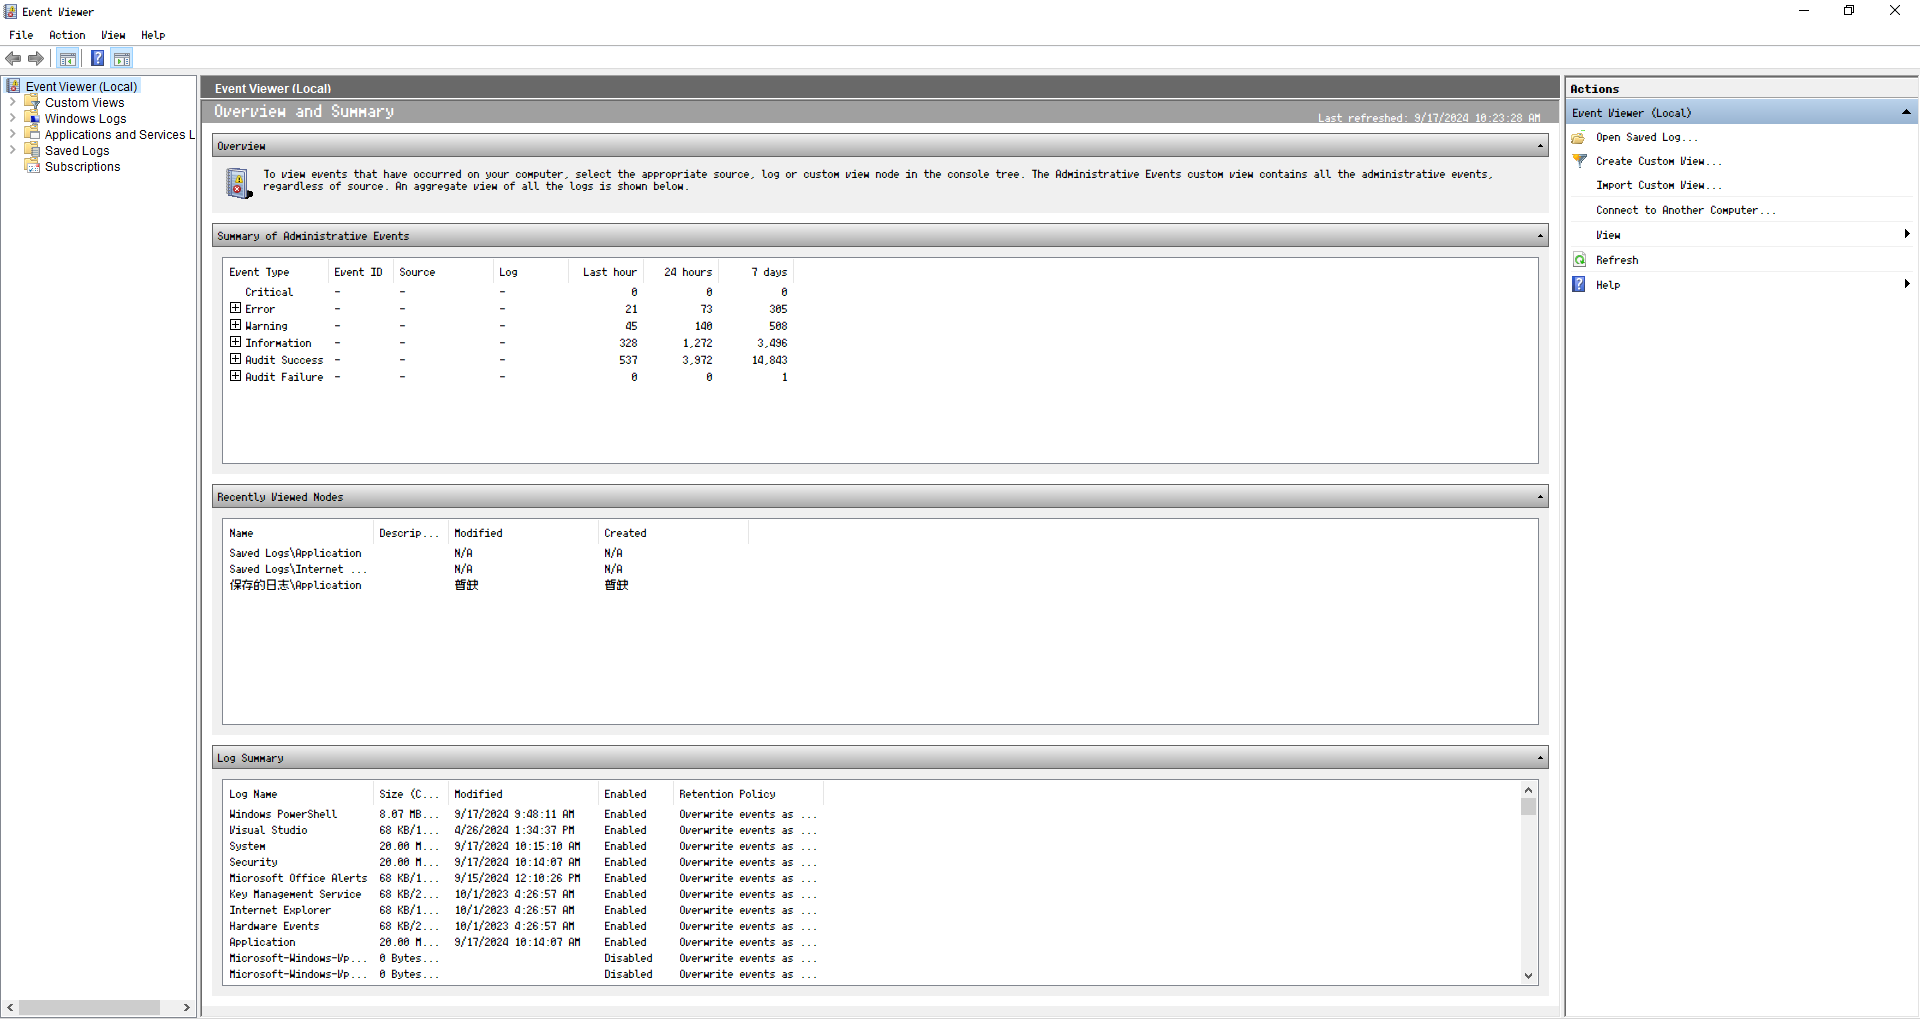 Event Viewer
File Action View Help
Event Viewer (Local)
Custom Views
Windows Logs
Applications and Services L
Saved Logs
Subscriptions
Event Viewer (Local)
Overview and Summary
Last refreshed: 9/17/2024 10:23:28 AM
Overview
To view events that have occurred on your computer, select the appropriate source, log or custom view node in the console tree. The Administrative Events custom view contains all the administrative events,
regardless of source. An aggregate view of all the logs is shown below.
Summary of Administrative Events
Event Type Event ID Source Log Last hour 24 hours 7 days
Critical - - - 0 0 0
Error - - - 21 73 305
Warning - - - 45 140 508
Information - - - 328 1,272 3,496
Audit Success - - - 537 3,972 14,843
Audit Failure - - - 0 0 1
Recently Viewed Nodes
Name Descrip... Modified Created
Saved Logs\Application N/A N/A
Saved Logs\Internet ... N/A N/A
保存的日志\Application 暂缺 暂缺
Log Summary
Log Name Size (C... Modified Enabled Retention Policy
Windows PowerShell 8.07 MB... 9/17/2024 9:48:11 AM Enabled Overwrite events as ...
Visual Studio 68 KB/1... 4/26/2024 1:34:37 PM Enabled Overwrite events as ...
System 20.00 M... 9/17/2024 10:15:10 AM Enabled Overwrite events as ...
Security 20.00 M... 9/17/2024 10:14:07 AM Enabled Overwrite events as ...
Microsoft Office Alerts 68 KB/1... 9/15/2024 12:10:26 PM Enabled Overwrite events as ...
Key Management Service 68 KB/2... 10/1/2023 4:26:57 AM Enabled Overwrite events as ...
Internet Explorer 68 KB/1... 10/1/2023 4:26:57 AM Enabled Overwrite events as ...
Hardware Events 68 KB/2... 10/1/2023 4:26:57 AM Enabled Overwrite events as ...
Application 20.00 M... 9/17/2024 10:14:07 AM Enabled Overwrite events as ...
Microsoft-Windows-Wp... 0 Bytes... Disabled Overwrite events as ...
Microsoft-Windows-Wp... 0 Bytes... Disabled Overwrite events as ...
Actions
Event Viewer (Local)
Open Saved Log...
Create Custom View...
Import Custom View...
Connect to Another Computer...
View
Refresh
Help